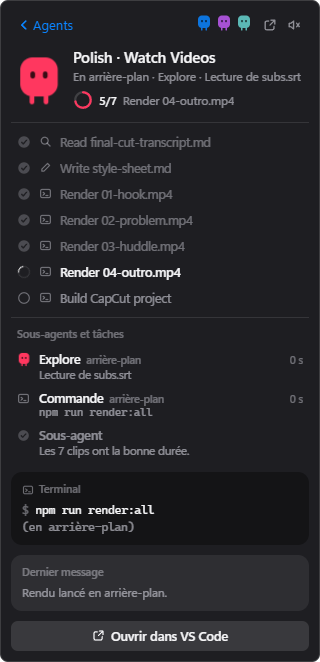 Agents
Polish · Watch Videos
En arrière-plan · Explore · Lecture de subs.srt
5/7 Render 04-outro.mp4
Read final-cut-transcript.md
Write style-sheet.md
Render 01-hook.mp4
Render 02-problem.mp4
Render 03-huddle.mp4
Render 04-outro.mp4
Build CapCut project
Sous-agents et tâches
Explore arrière-plan 0 s
Lecture de subs.srt
Commande arrière-plan 0 s
npm run render:all
Sous-agent
Les 7 clips ont la bonne durée.
Terminal
$ npm run render:all
(en arrière-plan)
Dernier message
Rendu lancé en arrière-plan.
Ouvrir dans VS Code